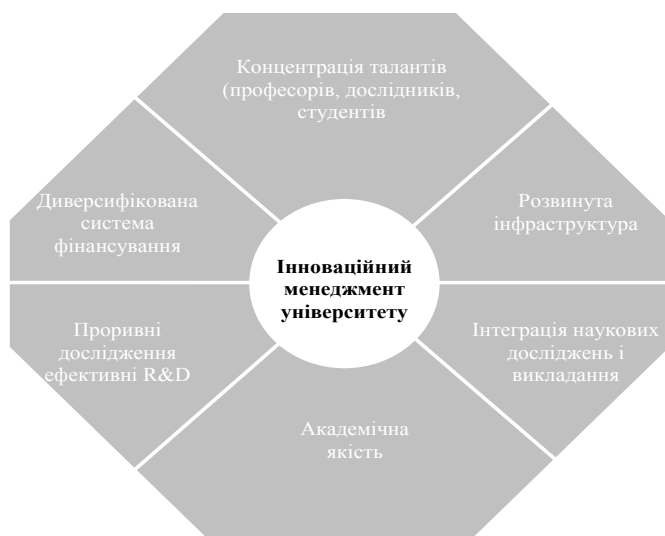 Концентрація талантів
(професорів, дослідників,
студентів
Диверсифікована
система
фінансування
Розвинута
інфраструктура
Інноваційний
менеджмент
університету
Проривні
дослідження
ефективні R&D
Інтеграція наукових
досліджень і
викладання
Академічна
якість